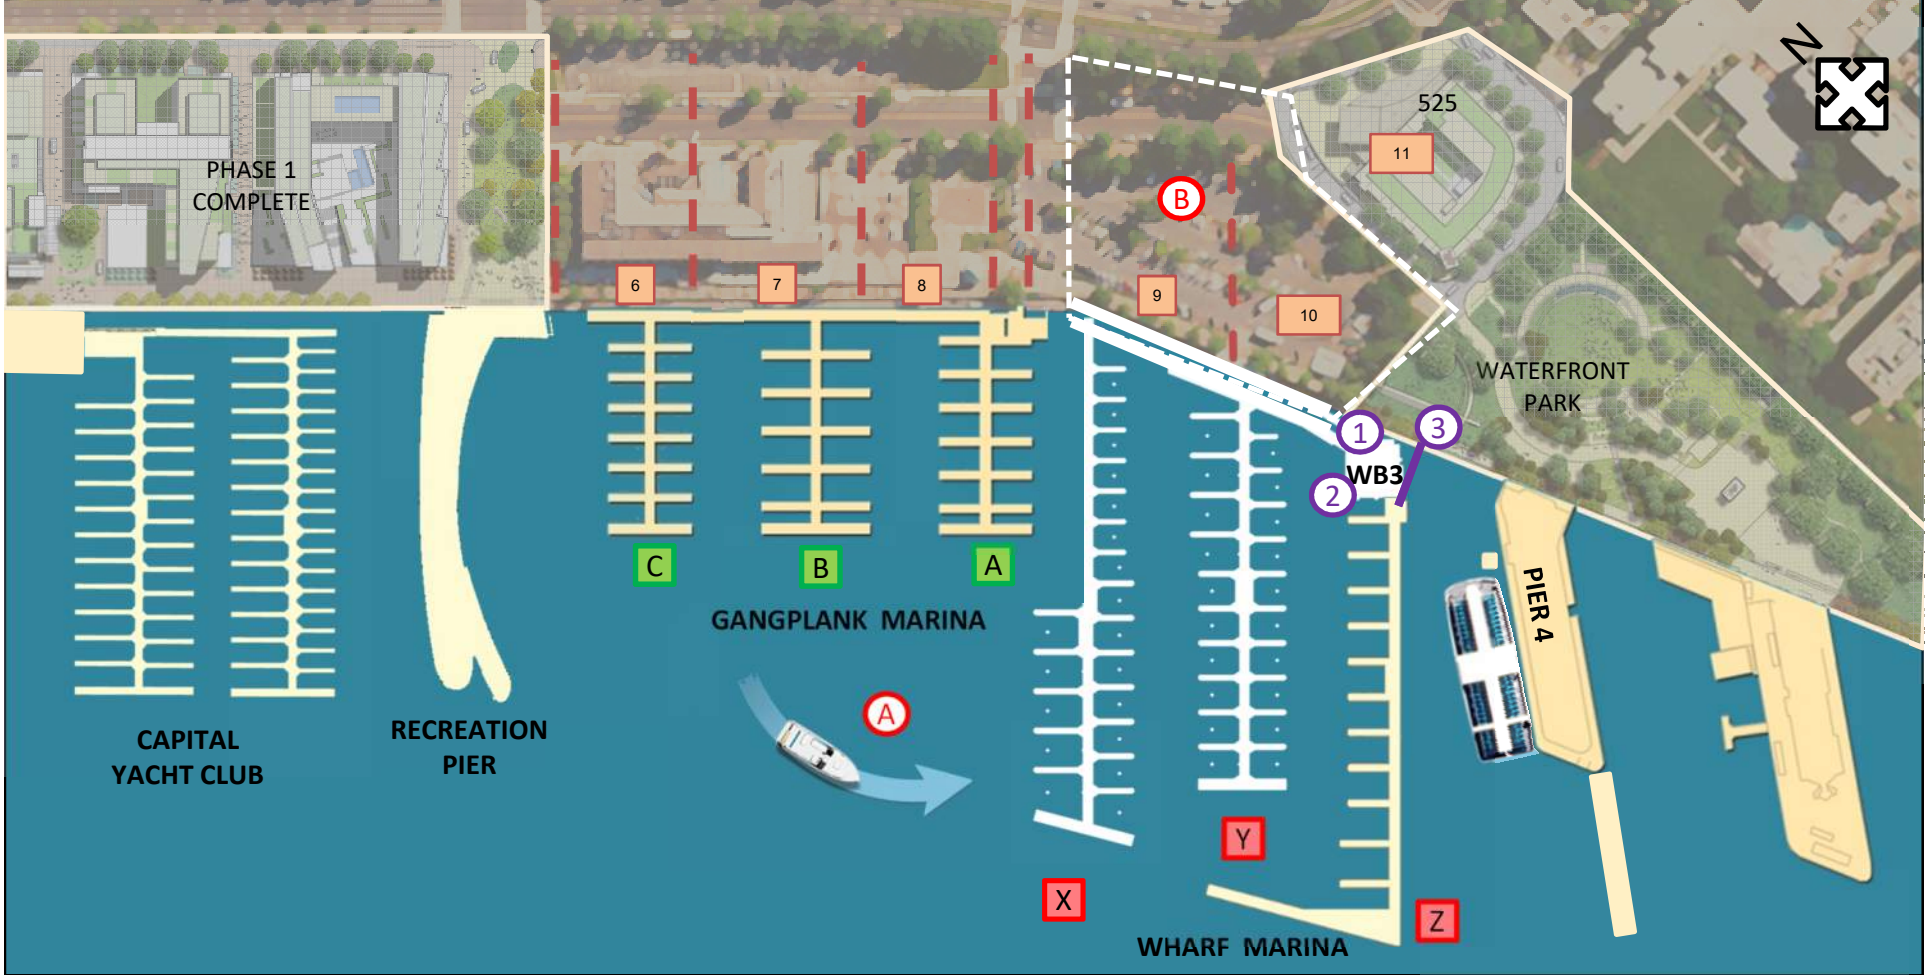 N
525
11
PHASE 1
COMPLETE
B
6
7
8
9
10
WATERFRONT
PARK
1
3
WB3
2
C
B
A
PIER 4
GANGPLANK MARINA
A
CAPITAL
YACHT CLUB
RECREATION
PIER
Y
X
Z
WHARF MARINA